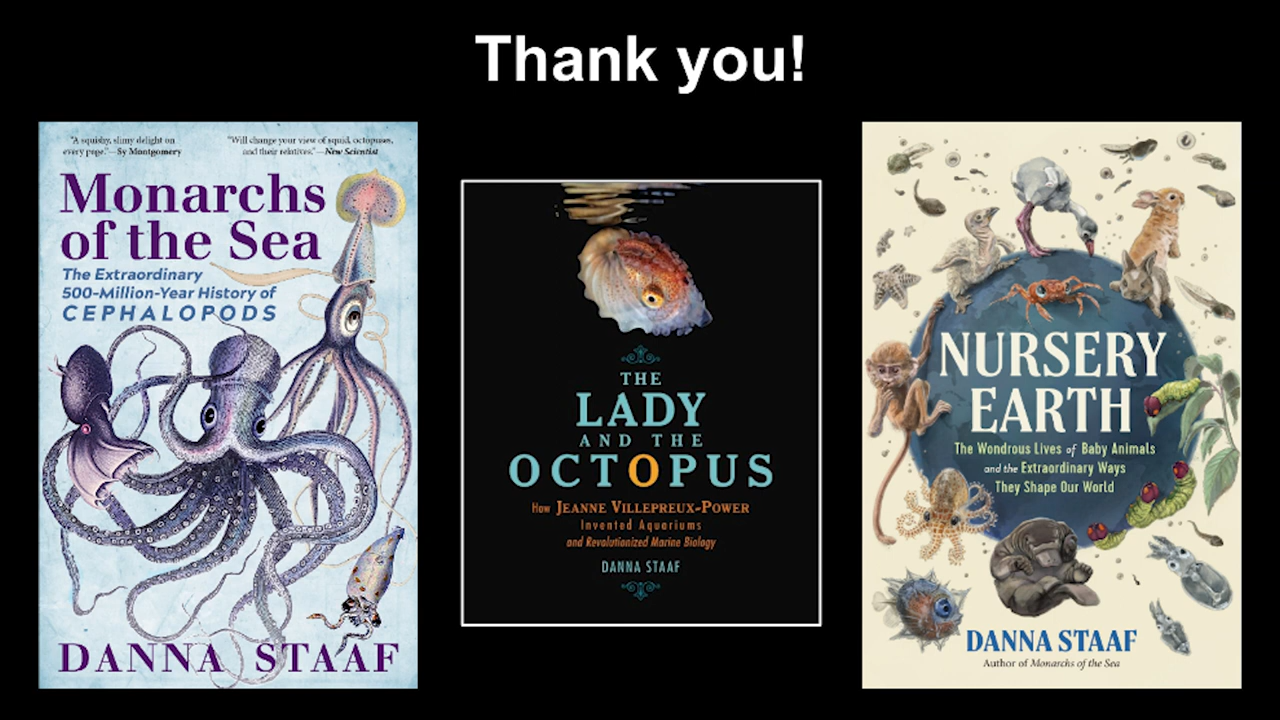 Thank you!
"A squishy, slimy delight on
every page."—Sy Montgomery
"Will change your view of squid, octopuses,
and their relatives."—New Scientist
Monarchs
of the Sea
The Extraordinary
500-Million-Year History of
CEPHALOPODS
DANNA STAAF
THE
LADY
AND THE
OCTOPUS
How JEANNE VILLEPREUX-POWER
Invented Aquariums
and Revolutionized Marine Biology
DANNA STAAF
NURSERY
EARTH
The Wondrous Lives of Baby Animals
and the Extraordinary Ways
They Shape Our World
DANNA STAAF
Author of Monarchs of the Sea